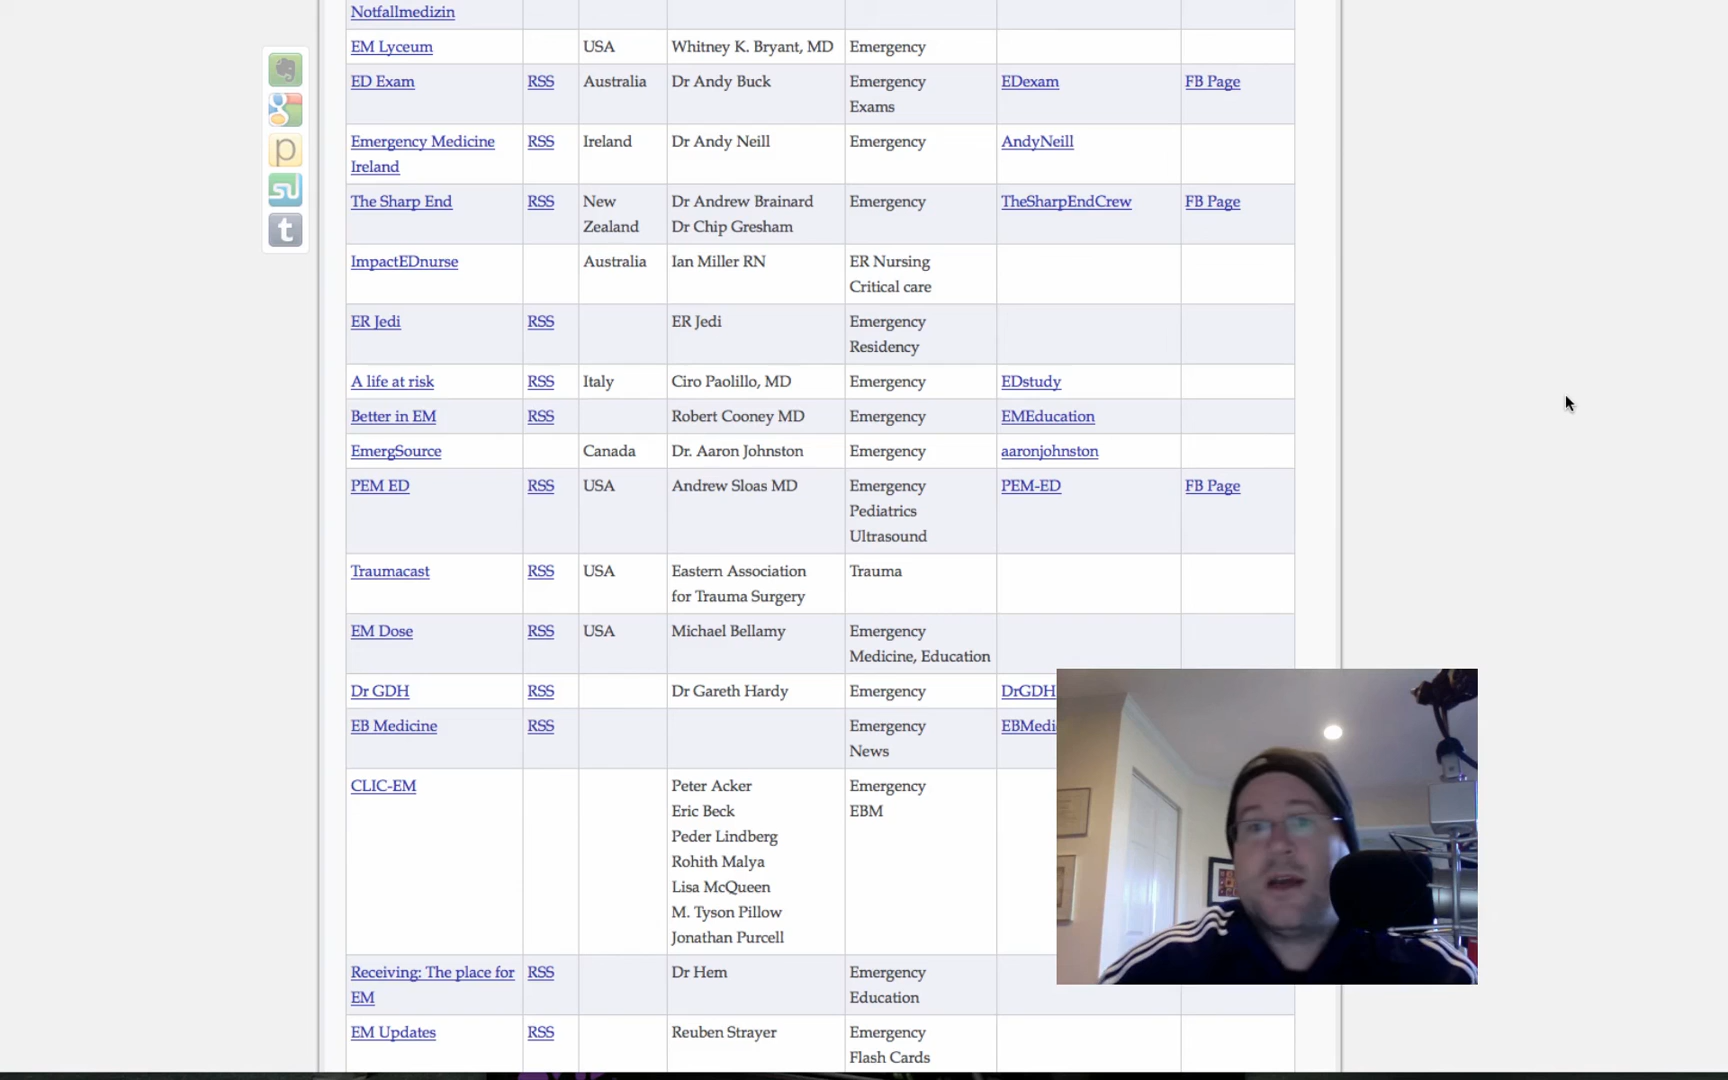 Notfallmedizin
EM Lyceum USA Whitney K. Bryant, MD Emergency
ED Exam RSS Australia Dr Andy Buck Emergency EDexam FB Page
Exams
Emergency Medicine RSS Ireland Dr Andy Neill Emergency AndyNeill
Ireland
The Sharp End RSS New Dr Andrew Brainard Emergency TheSharpEndCrew FB Page
Zealand Dr Chip Gresham
ImpactEDnurse Australia Ian Miller RN ER Nursing
Critical care
ER Jedi RSS ER Jedi Emergency
Residency
A life at risk RSS Italy Ciro Paolillo, MD Emergency EDstudy
Better in EM RSS Robert Cooney MD Emergency EMEducation
EmergSource Canada Dr. Aaron Johnston Emergency aaronjohnston
PEM ED RSS USA Andrew Sloas MD Emergency PEM-ED FB Page
Pediatrics
Ultrasound
Traumacast RSS USA Eastern Association Trauma
for Trauma Surgery
EM Dose RSS USA Michael Bellamy Emergency
Medicine, Education
Dr GDH RSS Dr Gareth Hardy Emergency DrGDH
EB Medicine RSS Emergency EBMedi
News
CLIC-EM Peter Acker Emergency
Eric Beck EBM
Peder Lindberg
Rohith Malya
Lisa McQueen
M. Tyson Pillow
Jonathan Purcell
Receiving: The place for RSS Dr Hem Emergency
EM Education
EM Updates RSS Reuben Strayer Emergency
Flash Cards